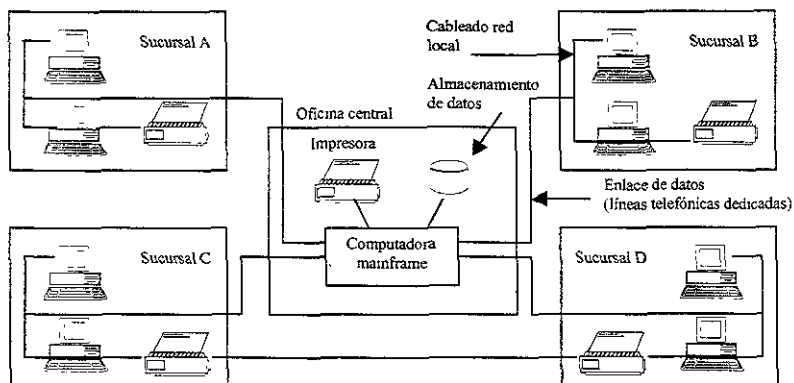 Sucursal A
Cableado red
local
Sucursal B
Almacenamiento
de datos
Oficina central
Impresora
Enlace de datos
(líneas telefónicas dedicadas)
Computadora
mainframe
Sucursal C
Sucursal D